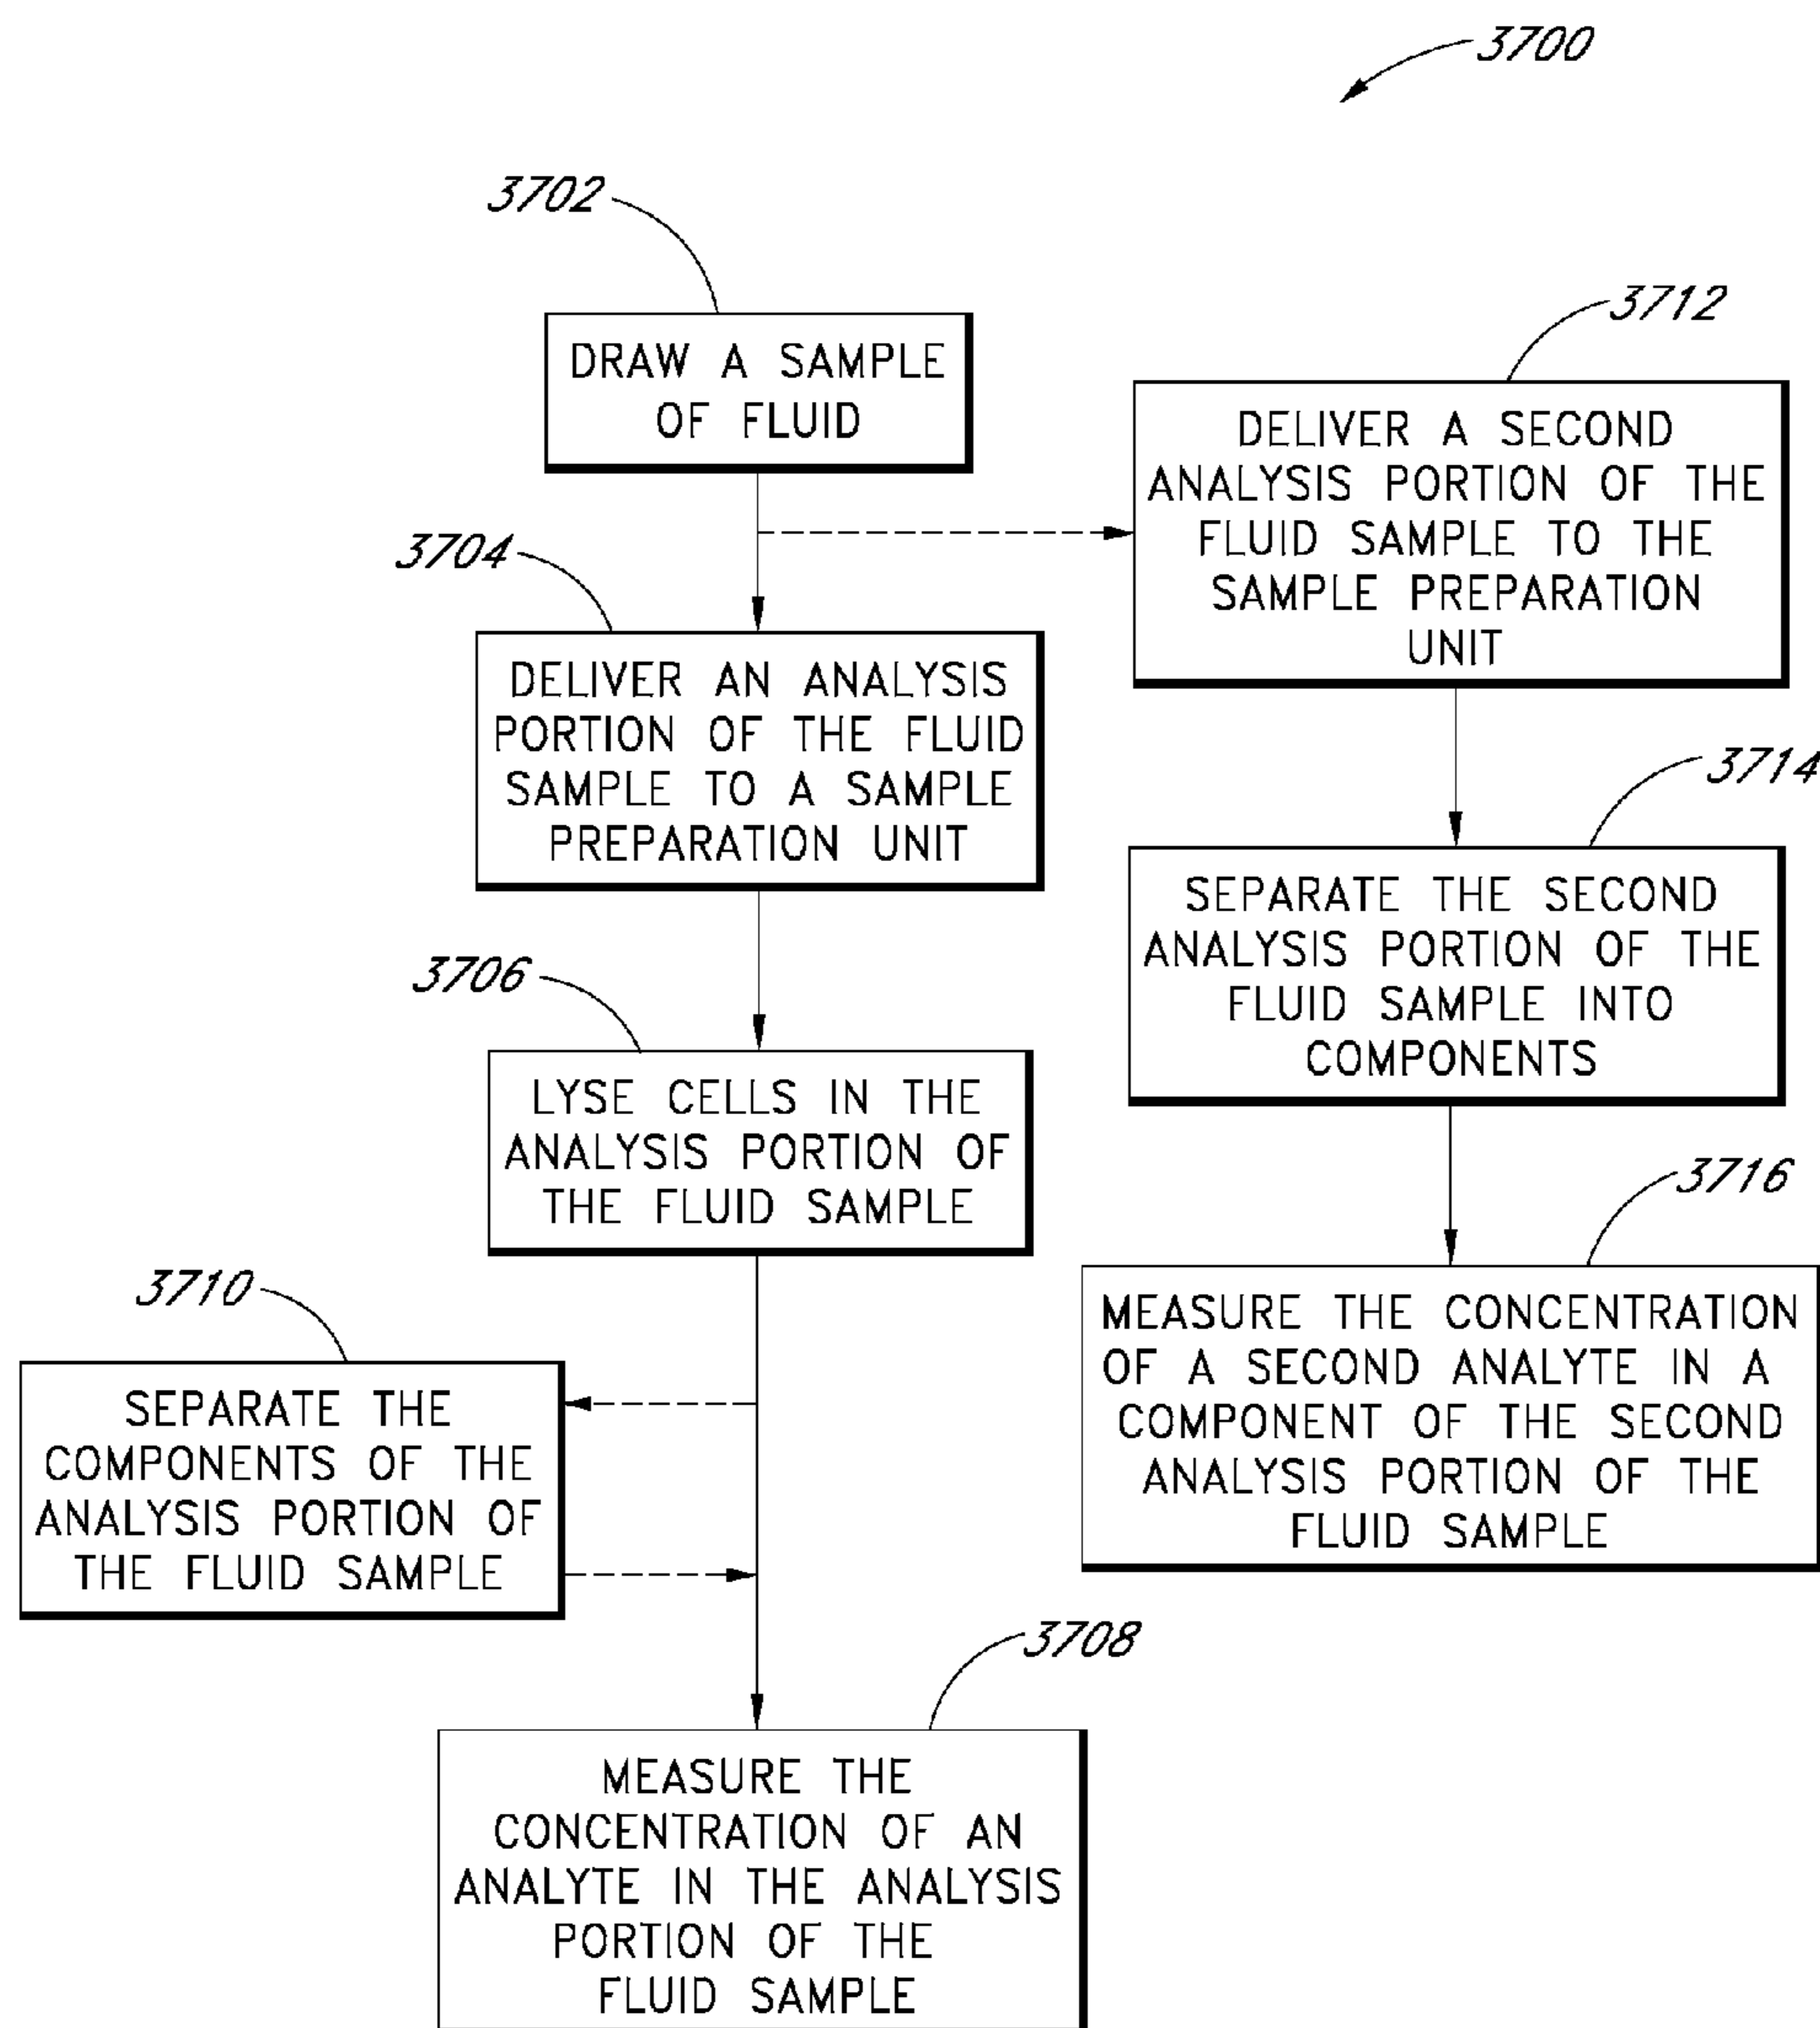 3700
3702
DRAW A SAMPLE
OF FLUID
3712
DELIVER A SECOND
ANALYSIS PORTION OF THE
FLUID SAMPLE TO THE
SAMPLE PREPARATION
UNIT
3704
DELIVER AN ANALYSIS
PORTION OF THE FLUID
SAMPLE TO A SAMPLE
PREPARATION UNIT
3714
SEPARATE THE SECOND
ANALYSIS PORTION OF THE
FLUID SAMPLE INTO
COMPONENTS
3706
LYSE CELLS IN THE
ANALYSIS PORTION OF
THE FLUID SAMPLE
3716
MEASURE THE CONCENTRATION
OF A SECOND ANALYTE IN A
COMPONENT OF THE SECOND
ANALYSIS PORTION OF THE
FLUID SAMPLE
3710
SEPARATE THE
COMPONENTS OF THE
ANALYSIS PORTION OF
THE FLUID SAMPLE
3708
MEASURE THE
CONCENTRATION OF AN
ANALYTE IN THE ANALYSIS
PORTION OF THE
FLUID SAMPLE